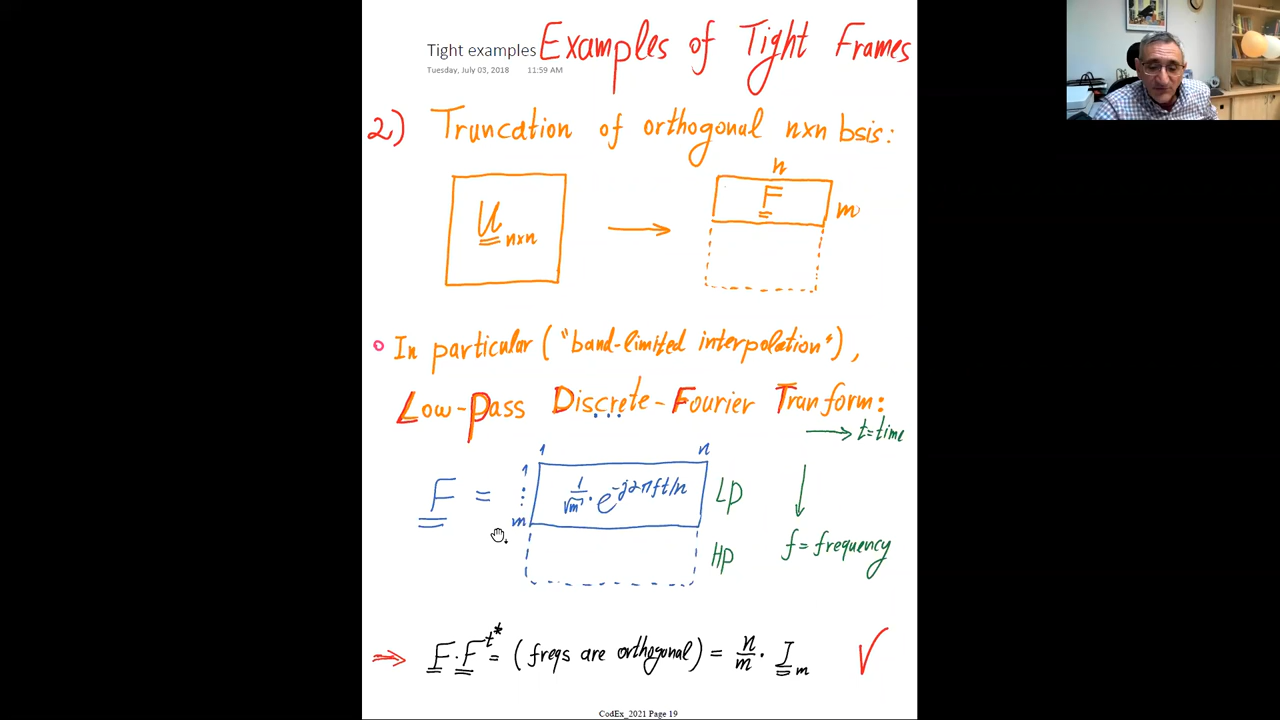 Tight examples Examples of Tight Frames
Tuesday, July 03, 2018 11:59 AM
2) Truncation of orthogonal nxn bsis:
n
U nxn → F m
• In particular ("band-limited interpolation"),
Low-Pass Discrete-Fourier Transform:
→ t=time
1 n
1
F = ⋮ 1/√m · e^{-j2πft/n} LP
m
HP
↓
f=frequency
⇒ F·F^{t*} = (freqs are orthogonal) = n/m · I_m ✓
CodEx_2021 Page 19